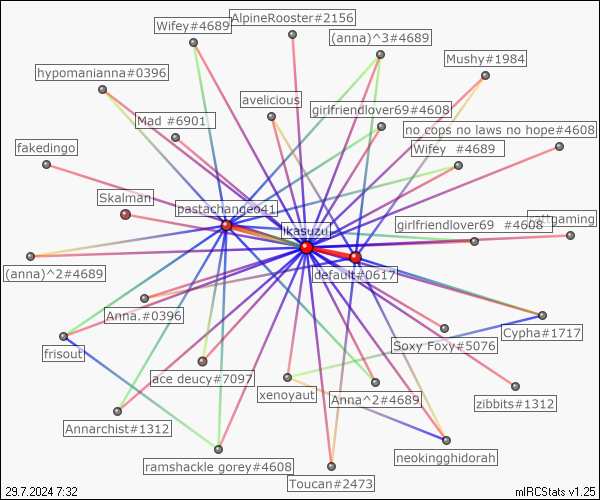 AlpineRooster#2156
Wifey#4689
(anna)^3#4689
Mushy#1984
hypomanianna#0396
avelicious
girlfriendlover69#4608
Mad #6901
no cops no laws no hope#4608
fakedingo
Wifey #4689
Skalman
pastachangeo41
girlfriendlover69 #4608
gaming
ikasuzu
(anna)^2#4689
default#0617
Anna.#0396
Cypha#1717
Soxy Foxy#5076
frisout
ace deucy#7097
xenoyaut
Anna^2#4689
zibbits#1312
Annarchist#1312
neokingghidorah
ramshackle gorey#4608
Toucan#2473
29.7.2024 7:32
mIRCStats v1.25